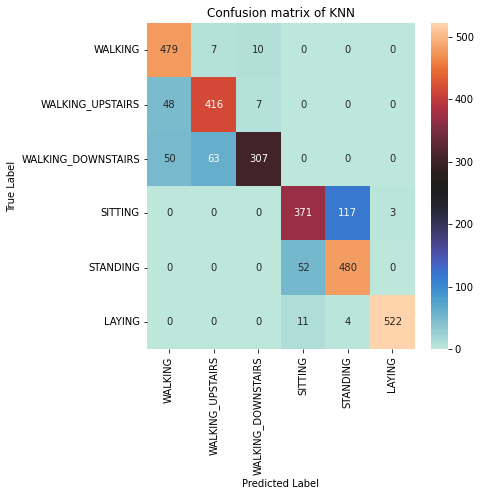 Confusion matrix of KNN
True Label
WALKING 479 7 10 0 0 0
WALKING_UPSTAIRS 48 416 7 0 0 0
WALKING_DOWNSTAIRS 50 63 307 0 0 0
SITTING 0 0 0 371 117 3
STANDING 0 0 0 52 480 0
LAYING 0 0 0 11 4 522
WALKING
WALKING_UPSTAIRS
WALKING_DOWNSTAIRS
SITTING
STANDING
LAYING
Predicted Label
500
400
300
200
100
0